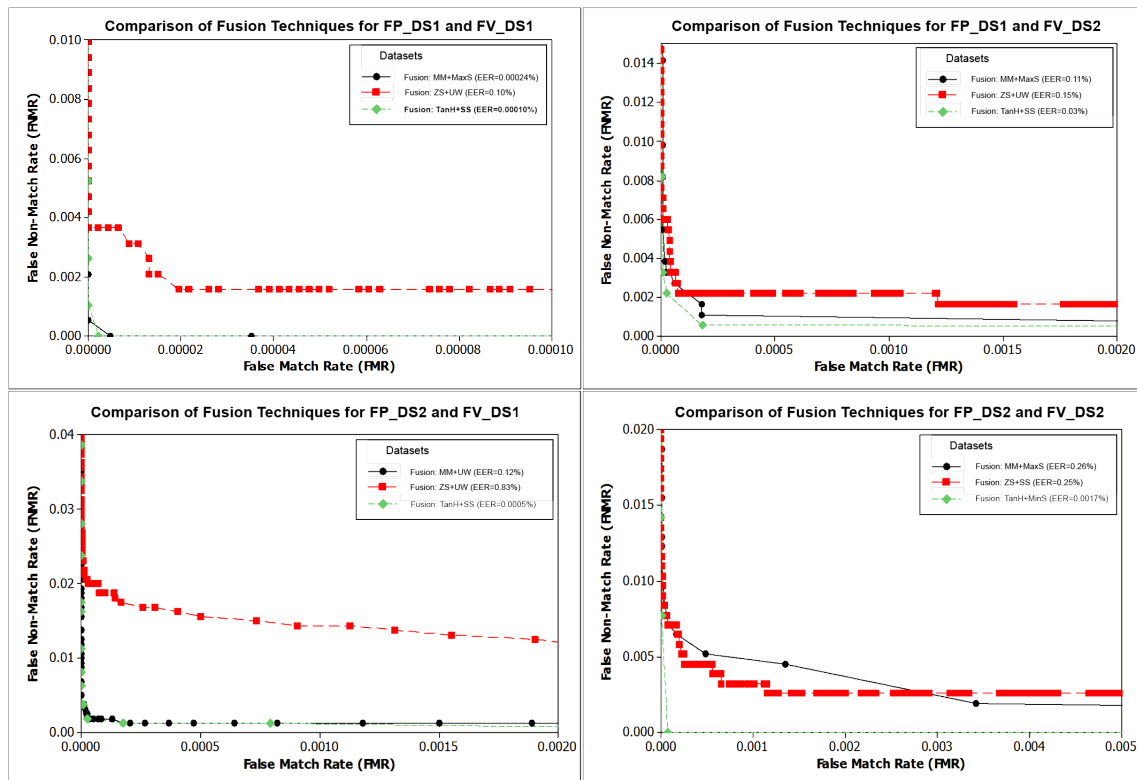 Comparison of Fusion Techniques for FP_DS1 and FV_DS1
Datasets
Fusion: MM+MaxS (EER=0.00024%)
Fusion: ZS+UW (EER=0.10%)
Fusion: TanH+SS (EER=0.00010%)
False Non-Match Rate (FNMR)
0.010
0.008
0.006
0.004
0.002
0.000
0.00000 0.00002 0.00004 0.00006 0.00008 0.00010
False Match Rate (FMR)
Comparison of Fusion Techniques for FP_DS1 and FV_DS2
Datasets
Fusion: MM+MaxS (EER=0.11%)
Fusion: ZS+UW (EER=0.15%)
Fusion: TanH+SS (EER=0.03%)
False Non-Match Rate (FNMR)
0.014
0.012
0.010
0.008
0.006
0.004
0.002
0.000
0.0000 0.0005 0.0010 0.0015 0.0020
False Match Rate (FMR)
Comparison of Fusion Techniques for FP_DS2 and FV_DS1
Datasets
Fusion: MM+UW (EER=0.12%)
Fusion: ZS+UW (EER=0.83%)
Fusion: TanH+SS (EER=0.0005%)
False Non-Match Rate (FNMR)
0.04
0.03
0.02
0.01
0.00
0.0000 0.0005 0.0010 0.0015 0.0020
False Match Rate (FMR)
Comparison of Fusion Techniques for FP_DS2 and FV_DS2
Datasets
Fusion: MM+MaxS (EER=0.26%)
Fusion: ZS+SS (EER=0.25%)
Fusion: TanH+MinS (EER=0.0017%)
False Non-Match Rate (FNMR)
0.020
0.015
0.010
0.005
0.000
0.000 0.001 0.002 0.003 0.004 0.005
False Match Rate (FMR)